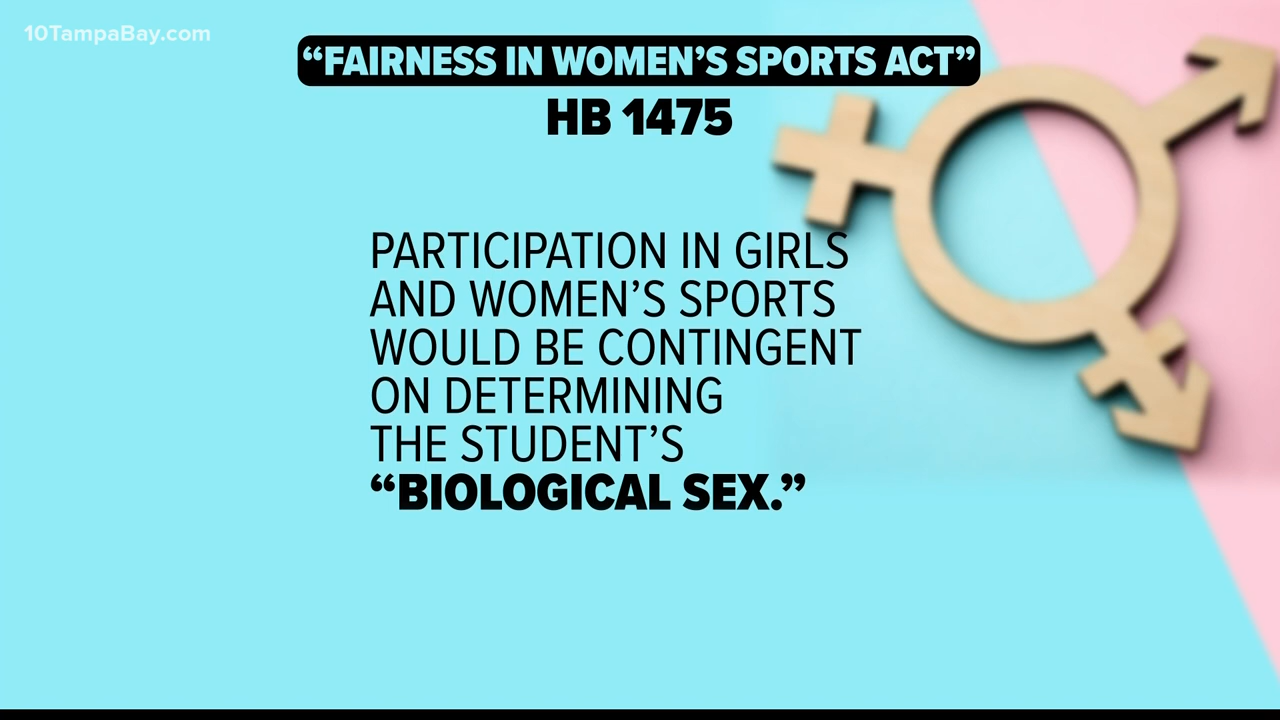 10TampaBay.com
“FAIRNESS IN WOMEN’S SPORTS ACT”
HB 1475
PARTICIPATION IN GIRLS
AND WOMEN’S SPORTS
WOULD BE CONTINGENT
ON DETERMINING
THE STUDENT’S
“BIOLOGICAL SEX.”